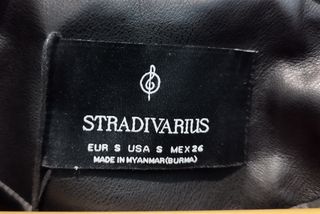 STRADIVARIUS
EUR S USA S MEX 26
MADE IN MYANMAR(BURMA)